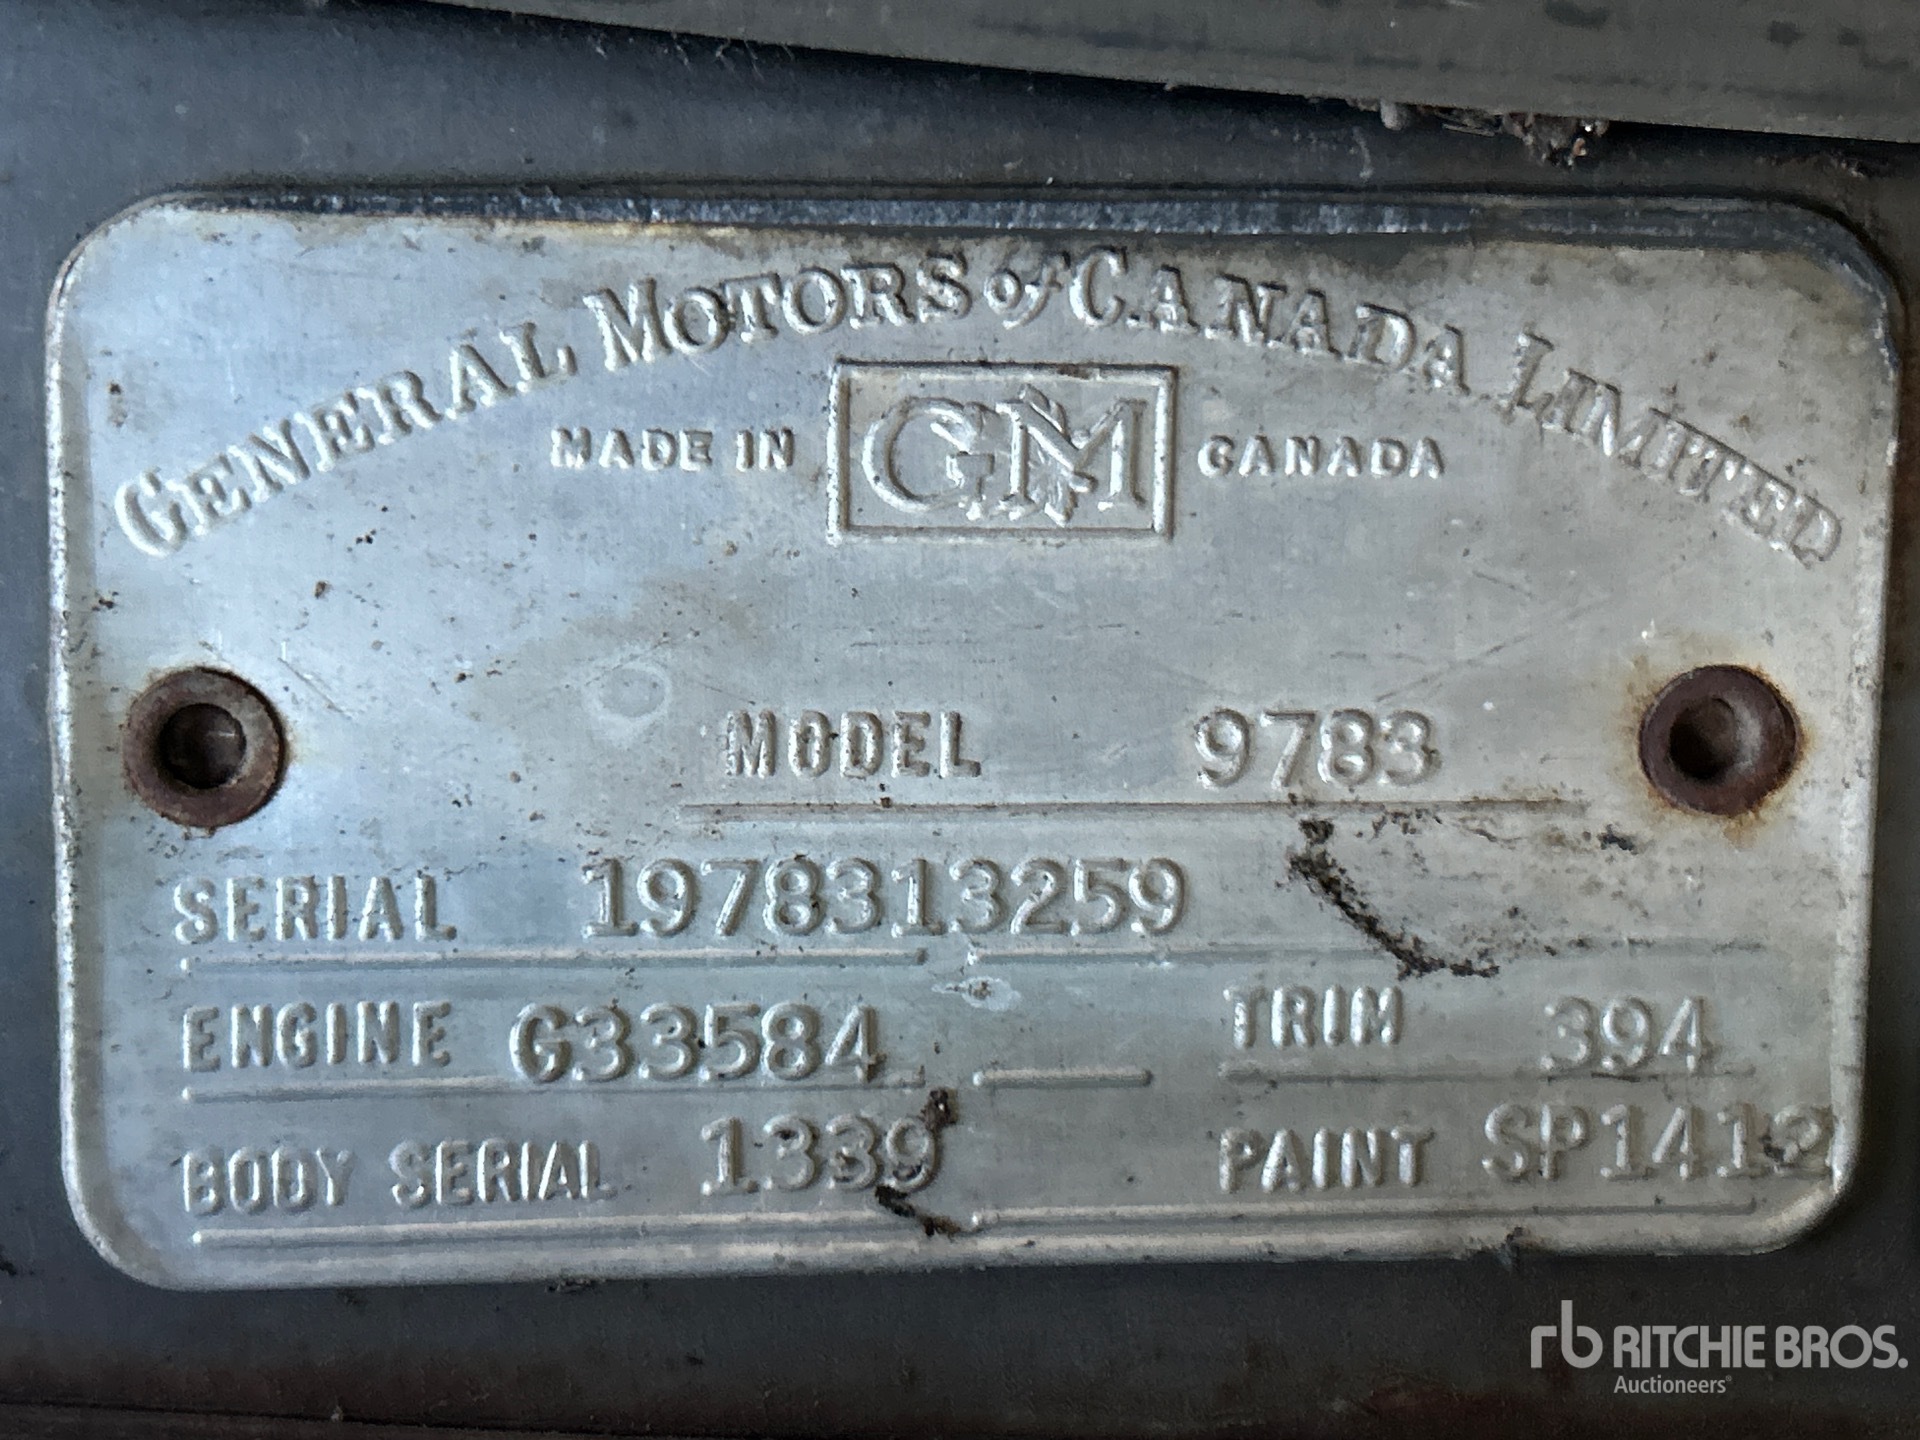 GENERAL MOTORS of CANADA LIMITED
MADE IN GM CANADA
MODEL 9783
SERIAL 1978313259
ENGINE G33584 TRIM 394
BODY SERIAL 1339 PAINT SP1412
rb RITCHIE BROS.
Auctioneers®